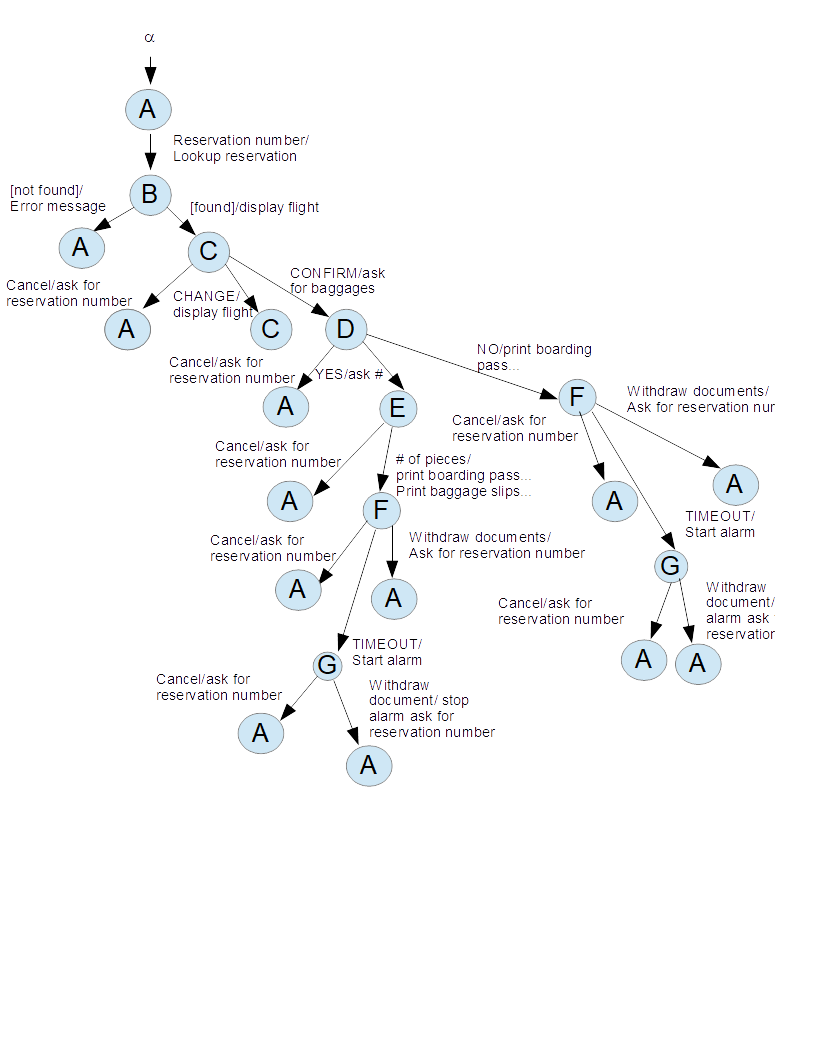 α
A
Reservation number/
Lookup reservation
B
[not found]/
Error message
[found]/display flight
A
C
Cancel/ask for
reservation number
CHANGE/
display flight
CONFIRM/ask
for baggages
A
C
D
Cancel/ask for
reservation number
YES/ask #
NO/print boarding
pass...
A
E
F
Withdraw documents/
Ask for reservation nur
Cancel/ask for
reservation number
Cancel/ask for
reservation number
# of pieces/
print boarding pass...
Print baggage slips...
A
F
A
A
TIMEOUT/
Start alarm
Cancel/ask for
reservation number
Withdraw documents/
Ask for reservation number
A
A
G
Cancel/ask for
reservation number
Withdraw
document/
alarm ask
reservation
A
A
G
TIMEOUT/
Start alarm
Cancel/ask for
reservation number
Withdraw
document/ stop
alarm ask for
reservation number
A
A